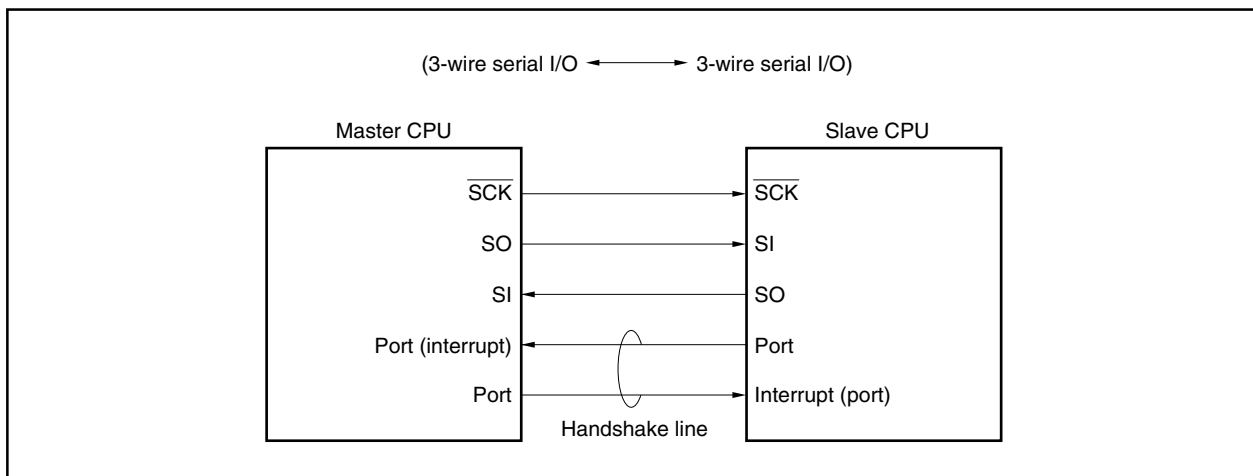 (3-wire serial I/O 3-wire serial I/O)
Master CPU Slave CPU
SCK SCK
SO SI
SI SO
Port (interrupt) Port
Port Interrupt (port)
Handshake line